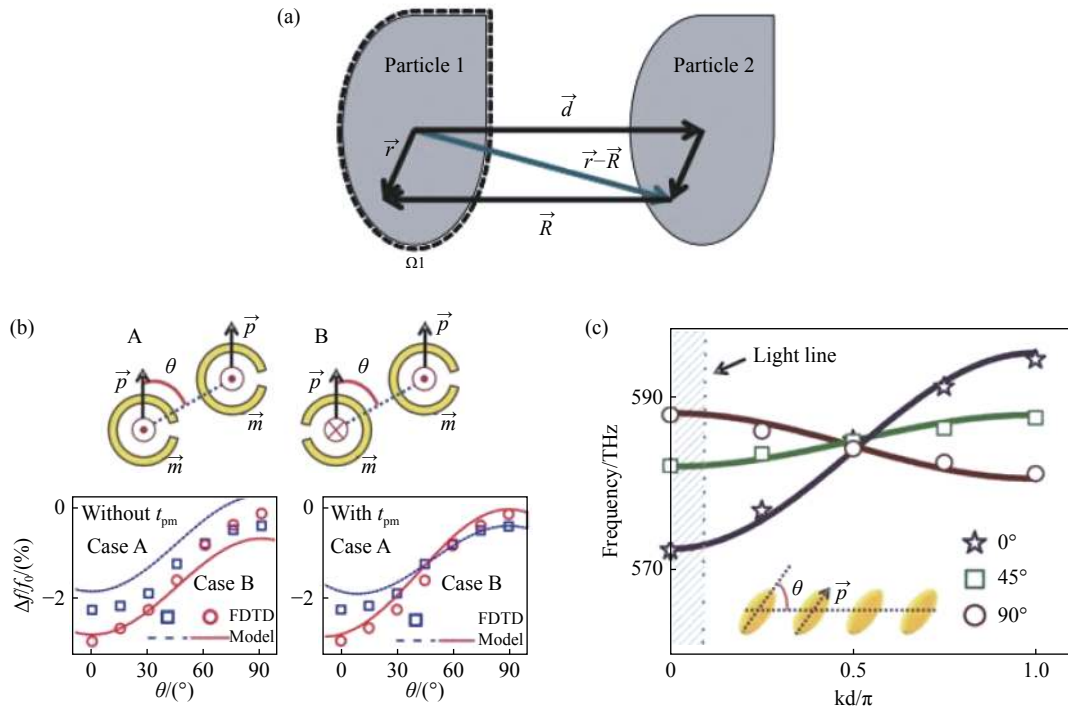 (a)
Particle 1
Particle 2
d
r
r−R
R
Ω1
(b)
A
B
p
p
p
p
θ
θ
m
m
m
m
0
−2
Δf/f0/(%)
Without tpm
Case A
Case B
FDTD
Model
0 30 60 90
θ/(°)
With tpm
Case A
Case B
FDTD
Model
0 30 60 90
θ/(°)
(c)
Light line
590
570
Frequency/THz
0°
45°
90°
θ
p
0 0.5 1.0
kd/π